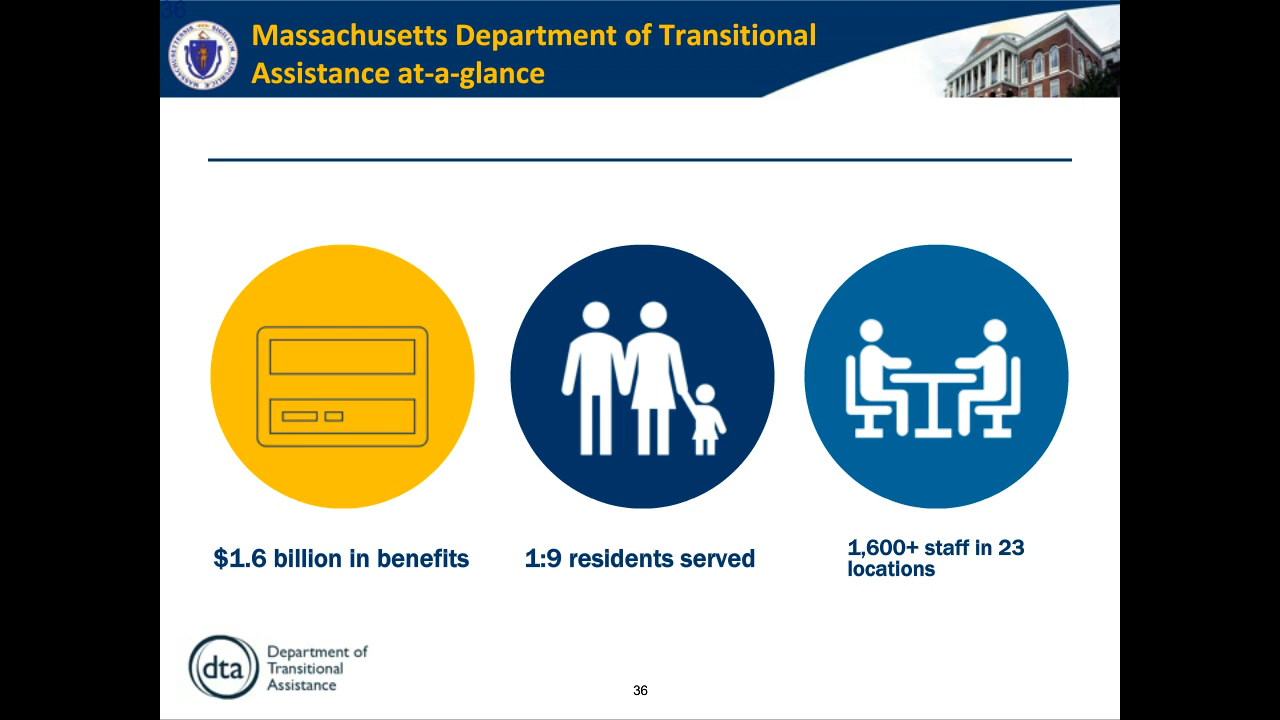 36
Massachusetts Department of Transitional
Assistance at-a-glance
$1.6 billion in benefits
1:9 residents served
1,600+ staff in 23
locations
dta
Department of
Transitional
Assistance
36